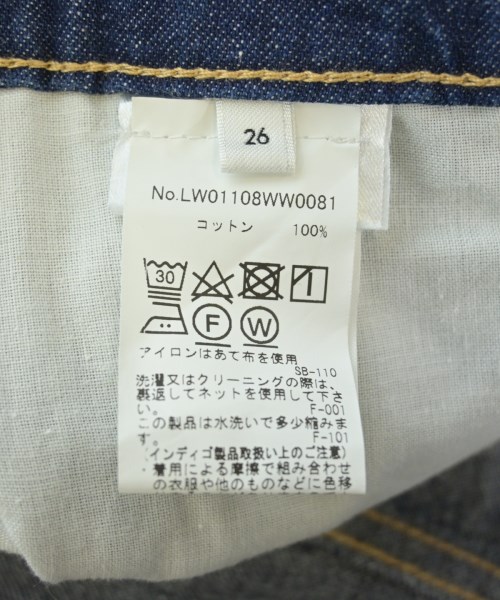 26
No.LW01108WW0081
コットン 100%
30
F W
アイロンはあて布を使用
SB-110
洗濯又はクリーニングの際は、
裏返してネットを使用して下さ
い。
F-001
この製品は水洗いで多少縮みま
す。
F-101
(インディゴ製品取扱い上のご注意)
・着用による摩擦で組み合わせ
の衣服や他のものなどに色移